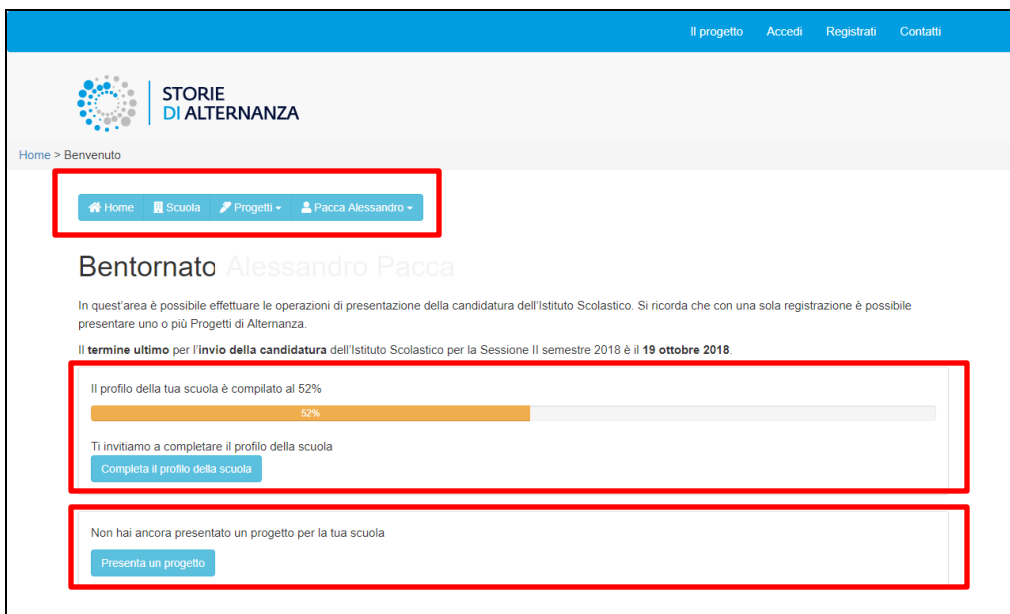 Il progetto Accedi Registrati Contatti
STORIE
DI ALTERNANZA
Home > Benvenuto
Home Scuola Progetti Pacca Alessandro
Bentornato Alessandro Pacca
In quest'area è possibile effettuare le operazioni di presentazione della candidatura dell'Istituto Scolastico. Si ricorda che con una sola registrazione è possibile
presentare uno o più Progetti di Alternanza.
Il termine ultimo per l'invio della candidatura dell'Istituto Scolastico per la Sessione II semestre 2018 è il 19 ottobre 2018.
Il profilo della tua scuola è compilato al 52%
52%
Ti invitiamo a completare il profilo della scuola
Completa il profilo della scuola
Non hai ancora presentato un progetto per la tua scuola
Presenta un progetto